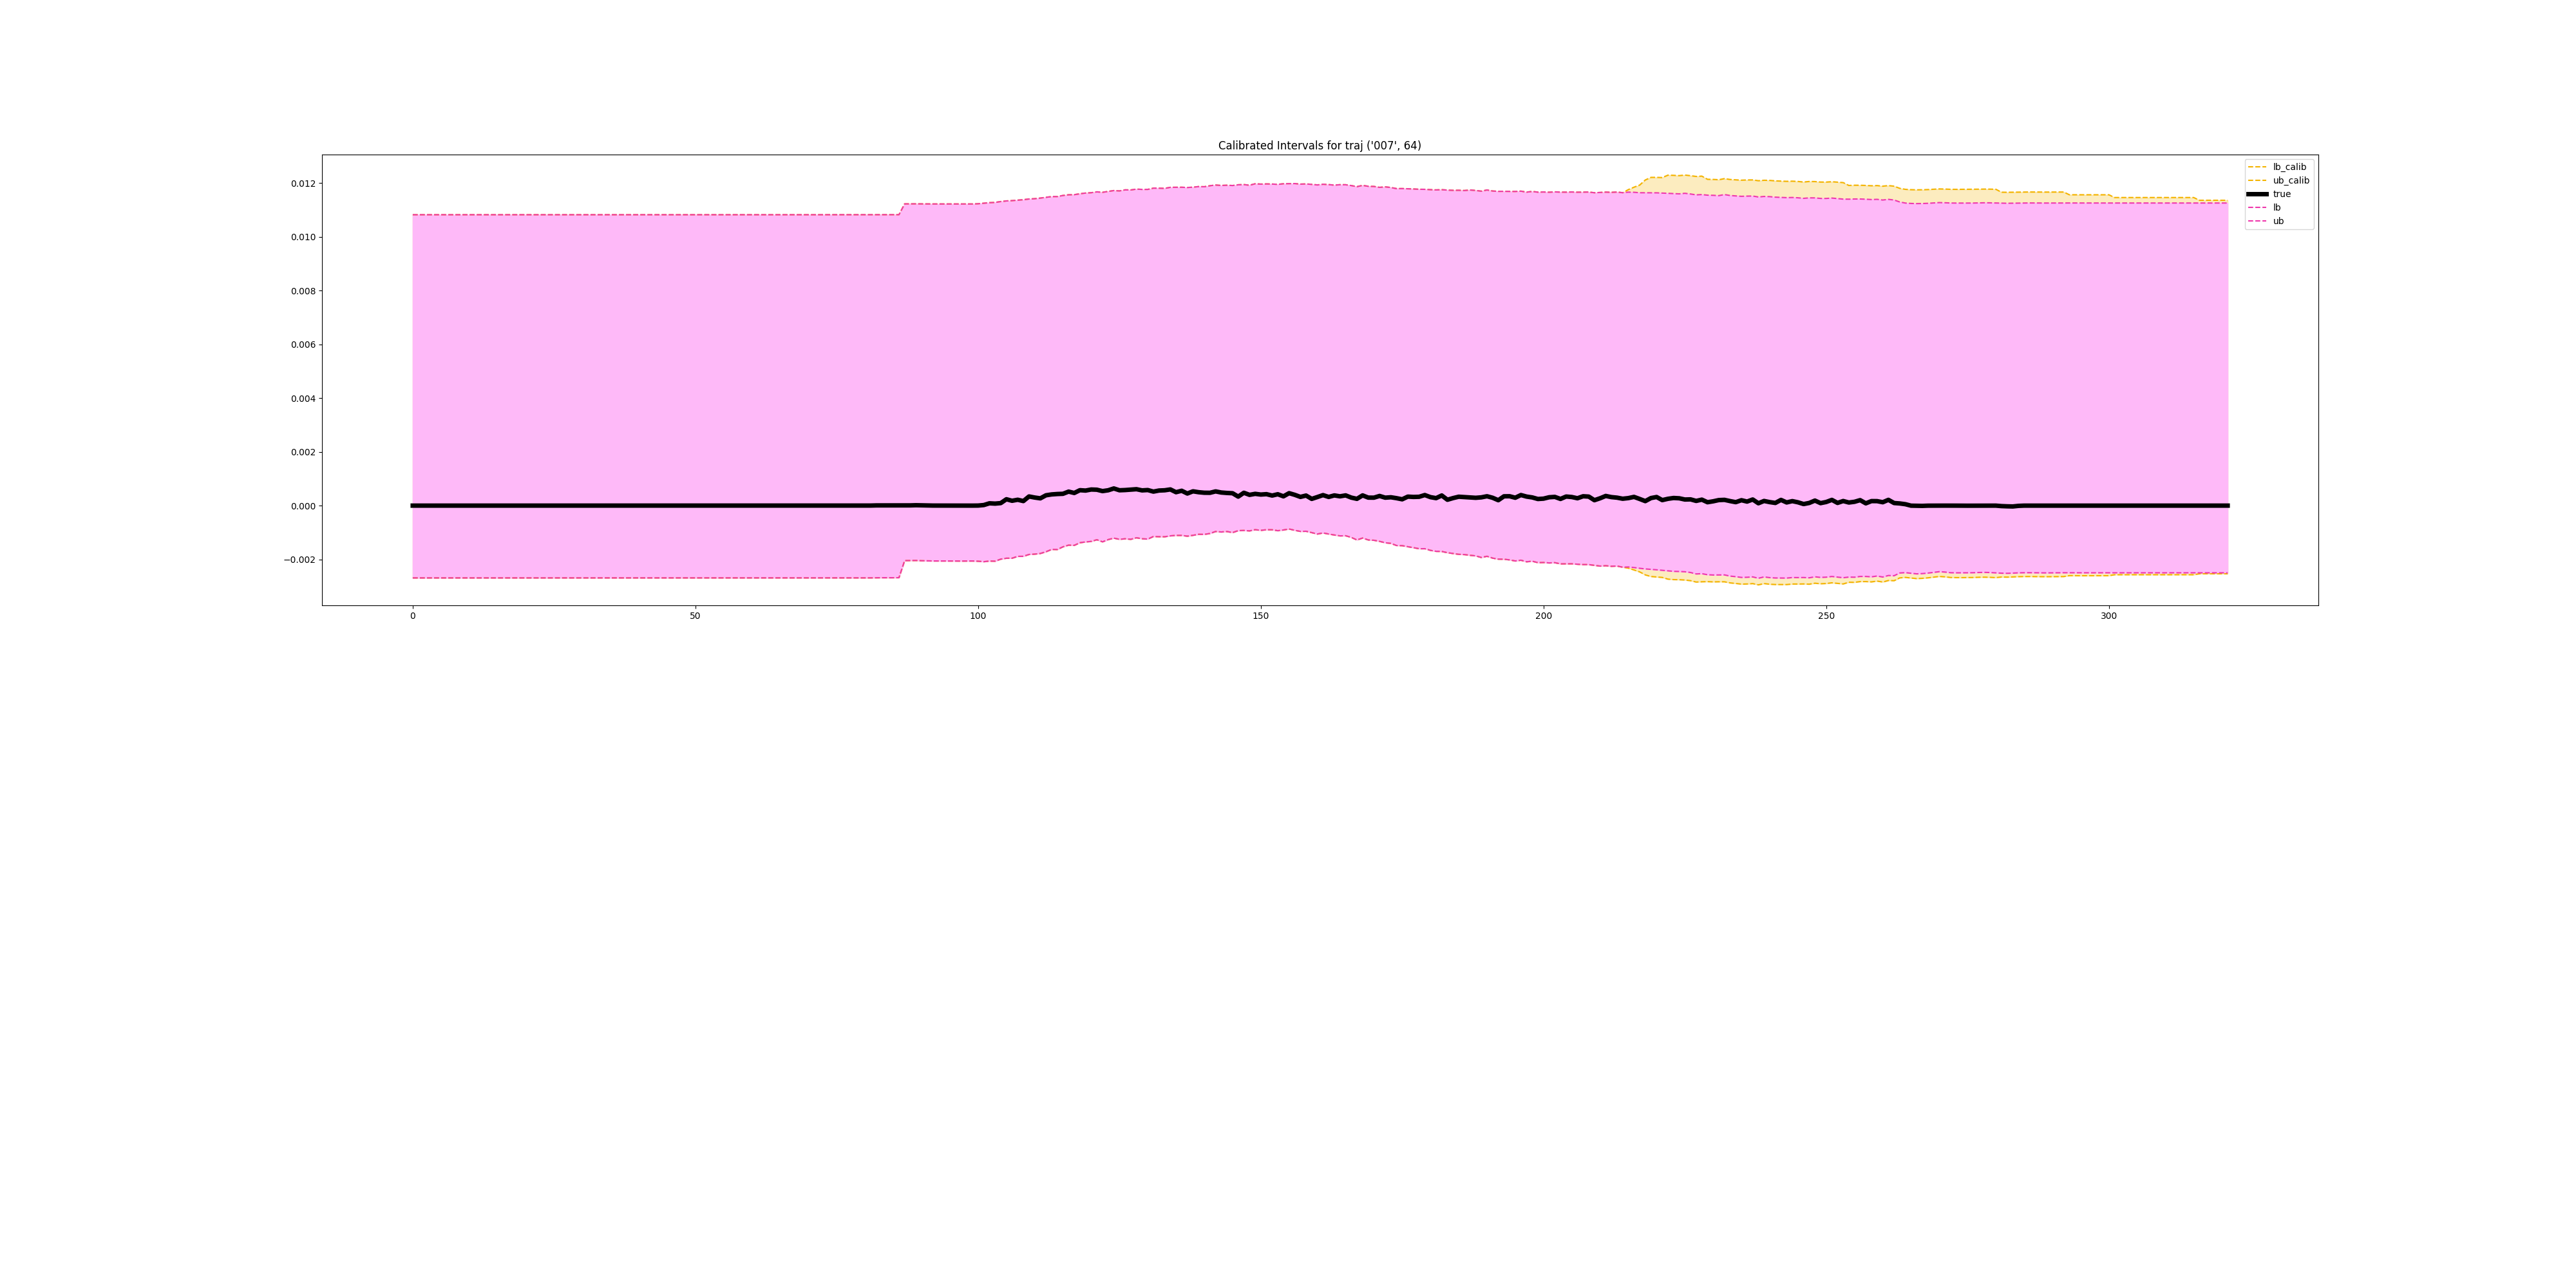 Calibrated Intervals for traj ('007', 64)
lb_calib
ub_calib
true
lb
ub
0.012
0.010
0.008
0.006
0.004
0.002
0.000
−0.002
0 50 100 150 200 250 300